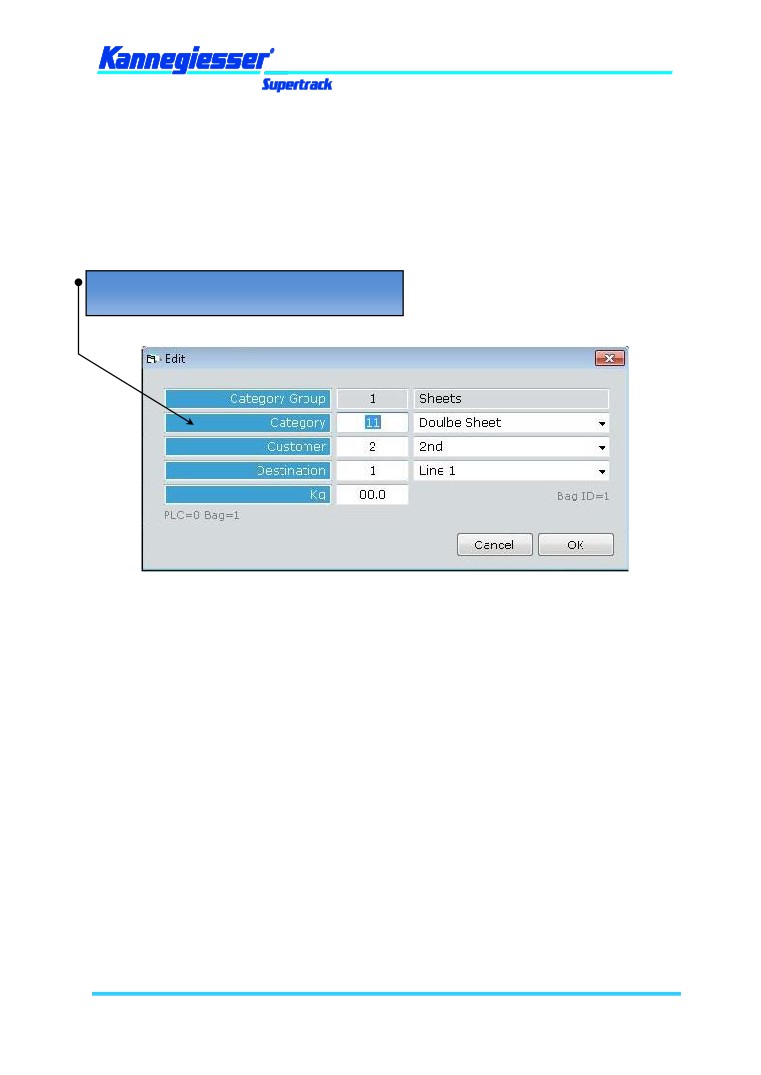 Kannegiesser
Supertrack
Edit
Category Group 1 Sheets
Category 11 Doulbe Sheet
Customer 2 2nd
Destination 1 Line 1
Kg 00.0 Bag ID=1
PLC=0 Bag=1
Cancel OK